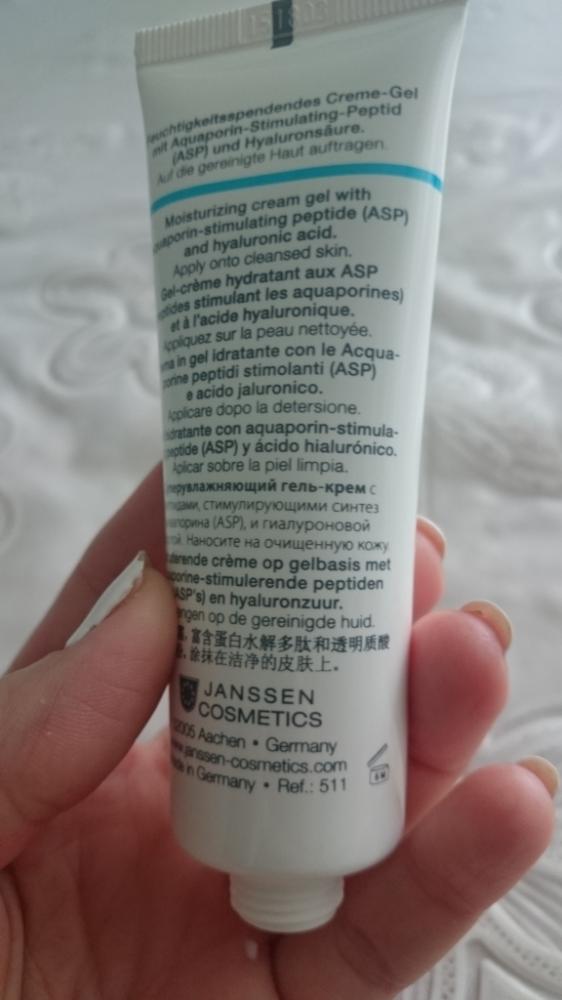 Feuchtigkeitsspendendes Creme-Gel
mit Aquaporin-Stimulating-Peptid
(ASP) und Hyaluronsäure.
Auf die gereinigte Haut auftragen.
Moisturizing cream gel with
aquaporin-stimulating peptide (ASP)
and hyaluronic acid.
Apply onto cleansed skin.
Gel-crème hydratant aux ASP
stimulant les aquaporines)
et à l'acide hyaluronique.
Appliquez sur la peau nettoyée.
in gel idratante con le Acqua-
peptidi stimolanti (ASP)
e acido jaluronico.
Applicare dopo la detersione.
con aquaporin-stimula-
(ASP) y ácido hialurónico.
Aplicar sobre la piel limpia.
гель-крем с
стимулирующими синтез
(ASP), и гиалуроновой
Наносите на очищенную кожу.
crème op gelbasis met
stimulerende peptiden
(ASP's) en hyaluronzuur.
op de gereinigde huid.
富含蛋白水解多肽和透明质酸
涂抹在洁净的皮肤上。
JANSSEN
COSMETICS
Aachen • Germany
www.janssen-cosmetics.com
Made in Germany • Ref.: 511
6 M